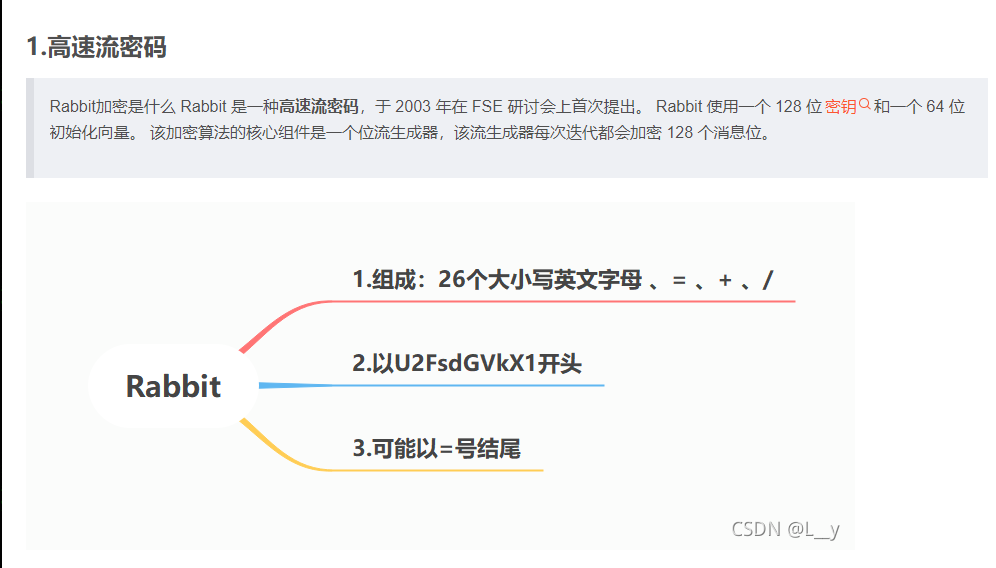 1.高速流密码
Rabbit加密是什么 Rabbit 是一种高速流密码，于 2003 年在 FSE 研讨会上首次提出。 Rabbit 使用一个 128 位 密钥 和一个 64 位
初始化向量。 该加密算法的核心组件是一个位流生成器，该流生成器每次迭代都会加密 128 个消息位。
1.组成：26个大小写英文字母 、= 、+ 、/
2.以U2FsdGVkX1开头
Rabbit
3.可能以=号结尾
CSDN @L__y